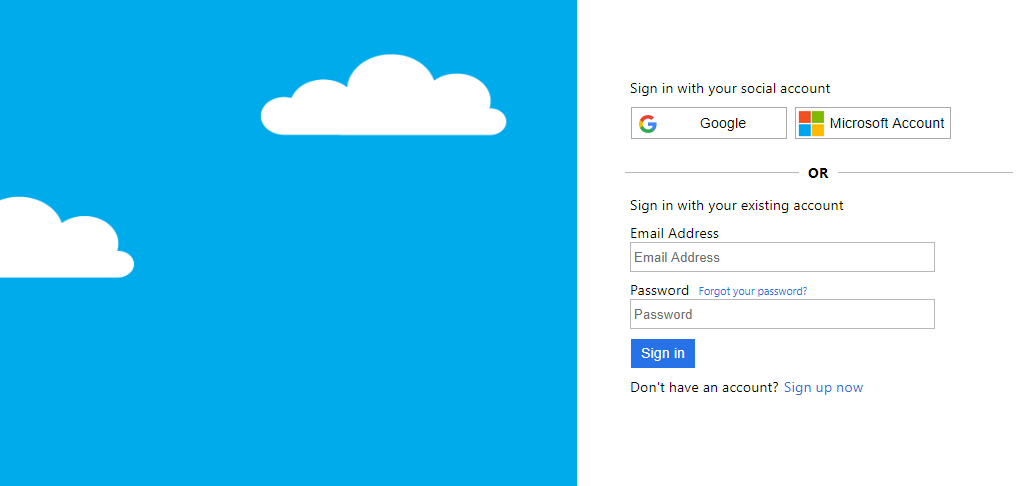 Sign in with your social account
Google Microsoft Account
OR
Sign in with your existing account
Email Address
Email Address
Password Forgot your password?
Password
Sign in
Don't have an account? Sign up now